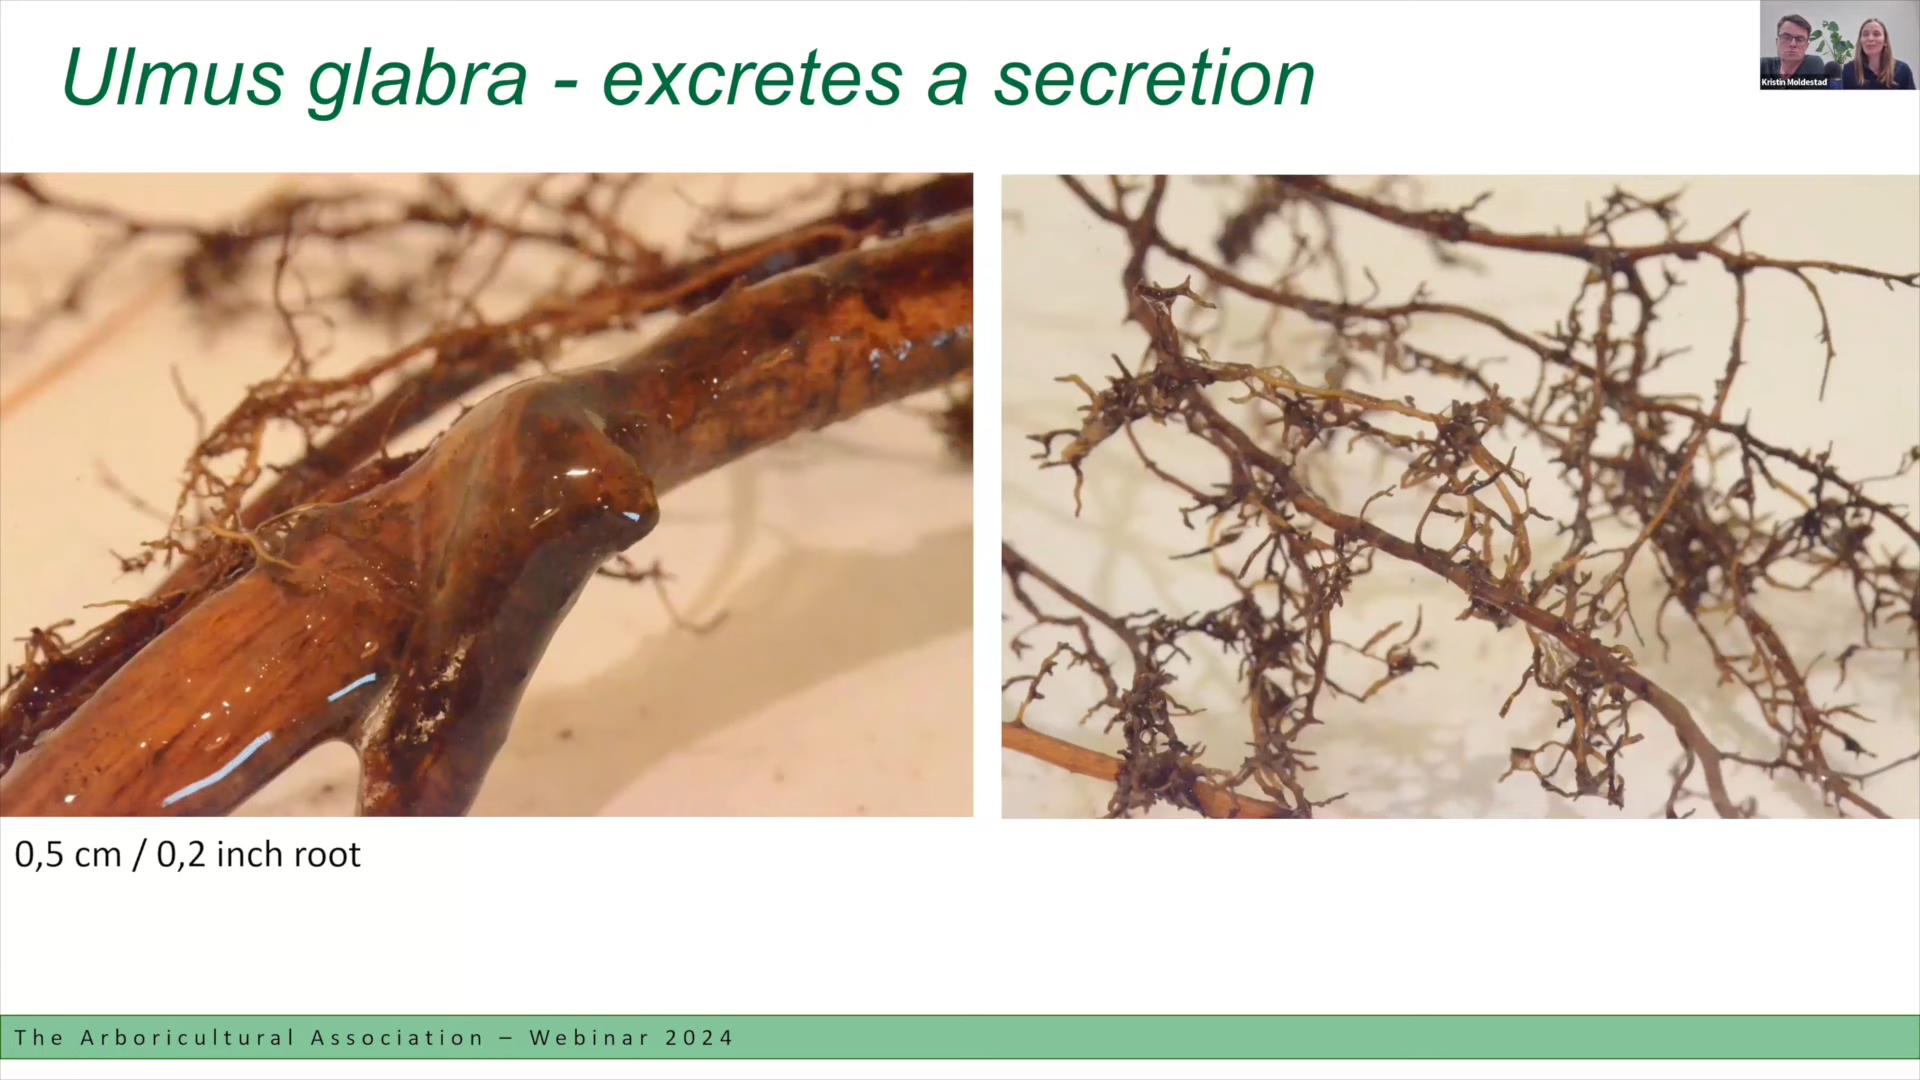 Ulmus glabra - excretes a secretion
Kristin Moldestad
0,5 cm / 0,2 inch root
The Arboricultural Association – Webinar 2024